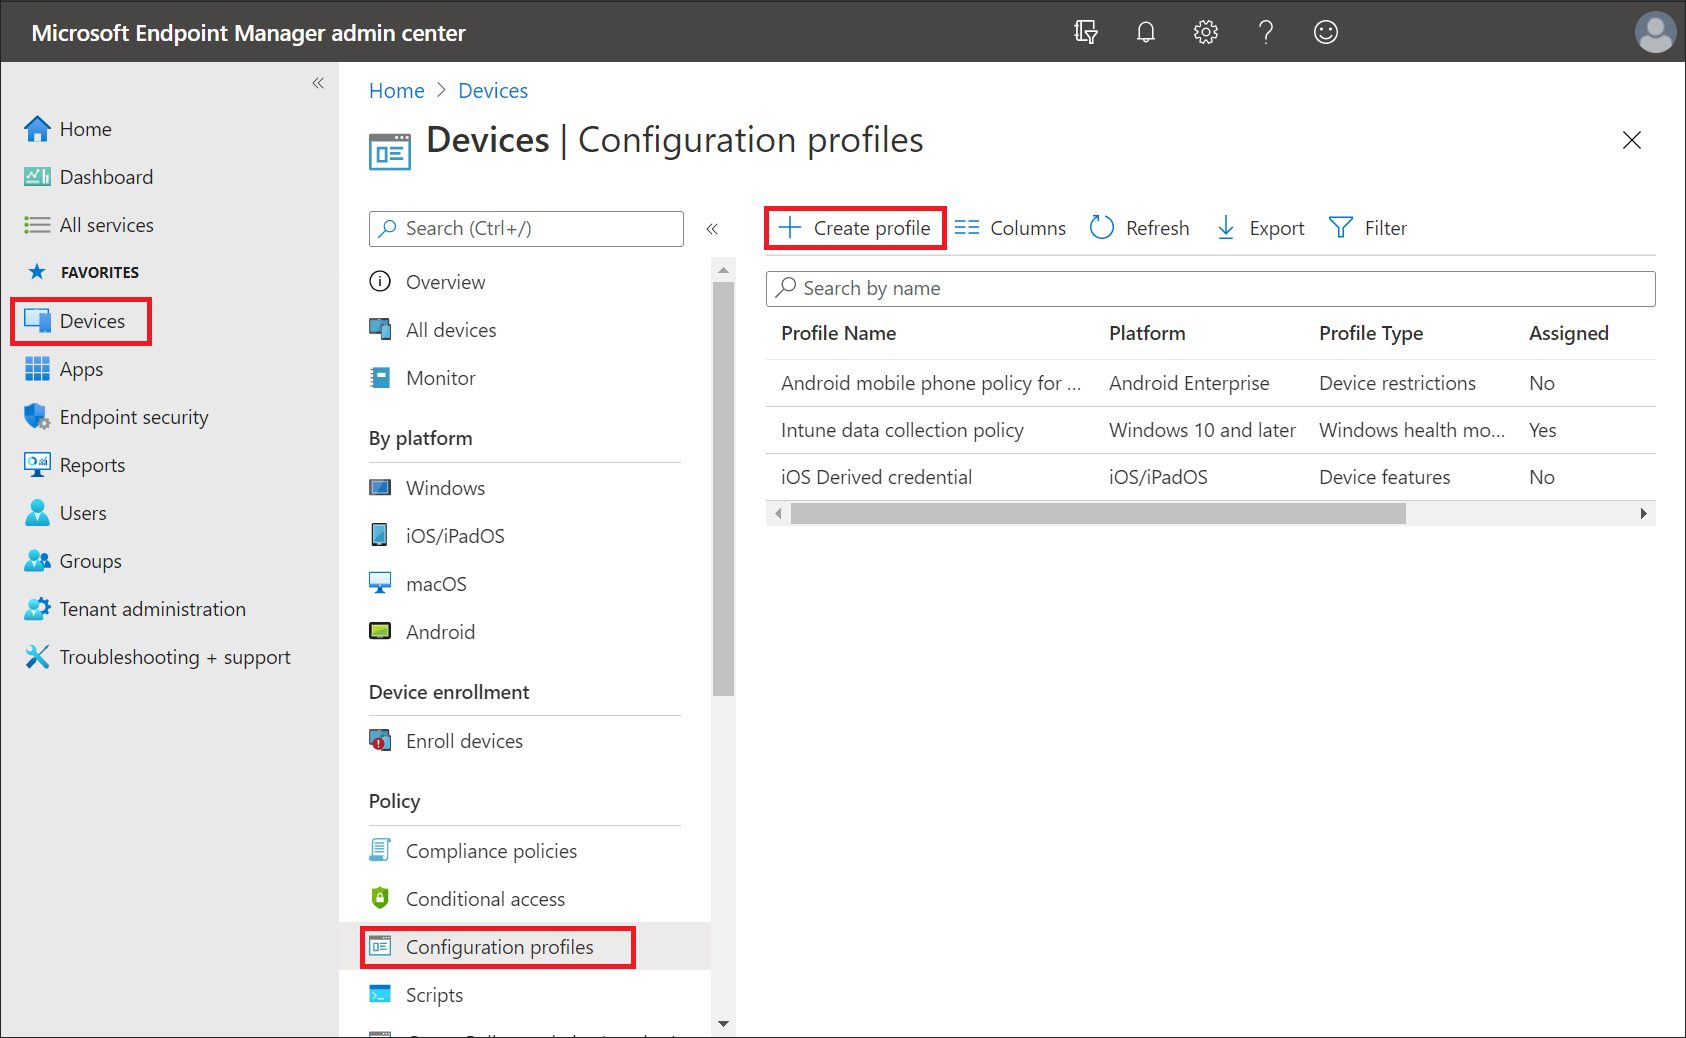 Microsoft Endpoint Manager admin center
Home
Dashboard
All services
FAVORITES
Devices
Apps
Endpoint security
Reports
Users
Groups
Tenant administration
Troubleshooting + support
Home > Devices
Devices | Configuration profiles
Search (Ctrl+/)
Overview
All devices
Monitor
By platform
Windows
iOS/iPadOS
macOS
Android
Device enrollment
Enroll devices
Policy
Compliance policies
Conditional access
Configuration profiles
Scripts
Create profile Columns Refresh Export Filter
Search by name
Profile Name Platform Profile Type Assigned
Android mobile phone policy for ... Android Enterprise Device restrictions No
Intune data collection policy Windows 10 and later Windows health mo... Yes
iOS Derived credential iOS/iPadOS Device features No